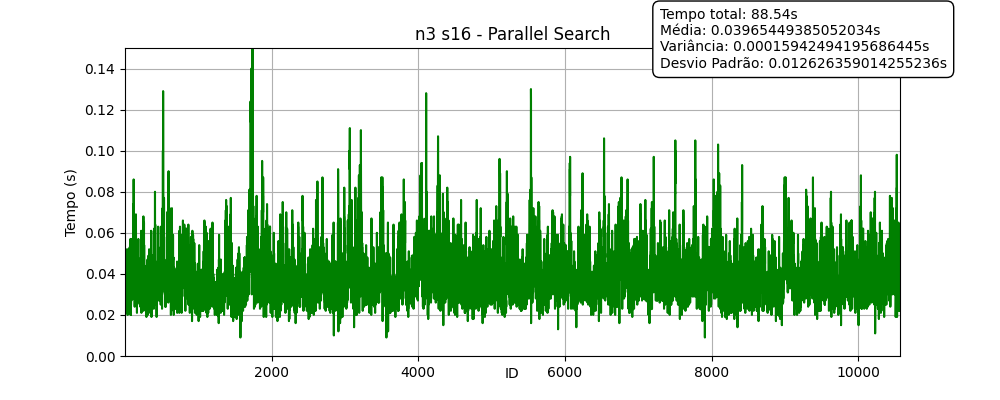 n3 s16 - Parallel Search
Tempo total: 88.54s
Média: 0.03965449385052034s
Variância: 0.00015942494195686445s
Desvio Padrão: 0.012626359014255236s
Tempo (s)
0.14
0.12
0.10
0.08
0.06
0.04
0.02
0.00
2000
4000
6000
8000
10000
ID